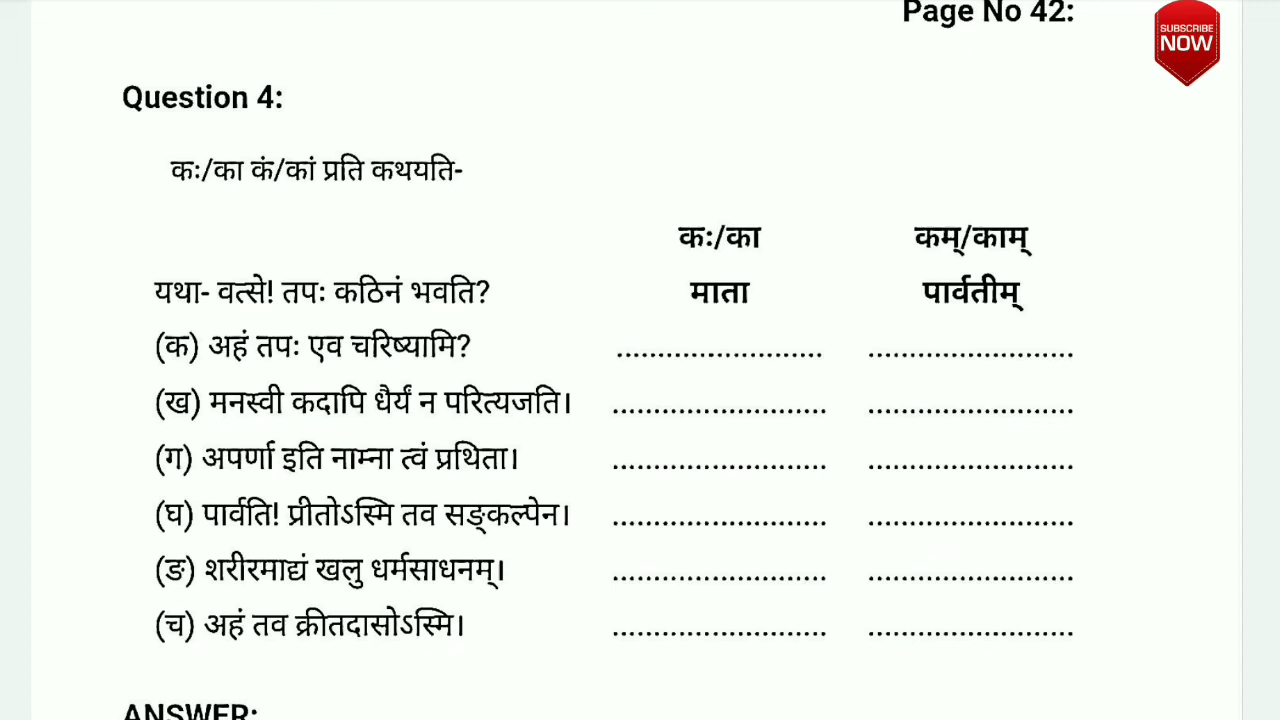 Page No 42:
SUBSCRIBE
NOW
Question 4:
कः/का कं/कां प्रति कथयति-
कः/का कम्/काम्
यथा- वत्से! तपः कठिनं भवति? माता पार्वतीम्
(क) अहं तपः एव चरिष्यामि? ......................... .........................
(ख) मनस्वी कदापि धैर्यं न परित्यजति। .......................... .........................
(ग) अपर्णा इति नाम्ना त्वं प्रथिता। .......................... .........................
(घ) पार्वति! प्रीतोऽस्मि तव सङ्कल्पेन। .......................... .........................
(ङ) शरीरमाद्यं खलु धर्मसाधनम्। .......................... .........................
(च) अहं तव क्रीतदासोऽस्मि। .......................... .........................
ANSWER: